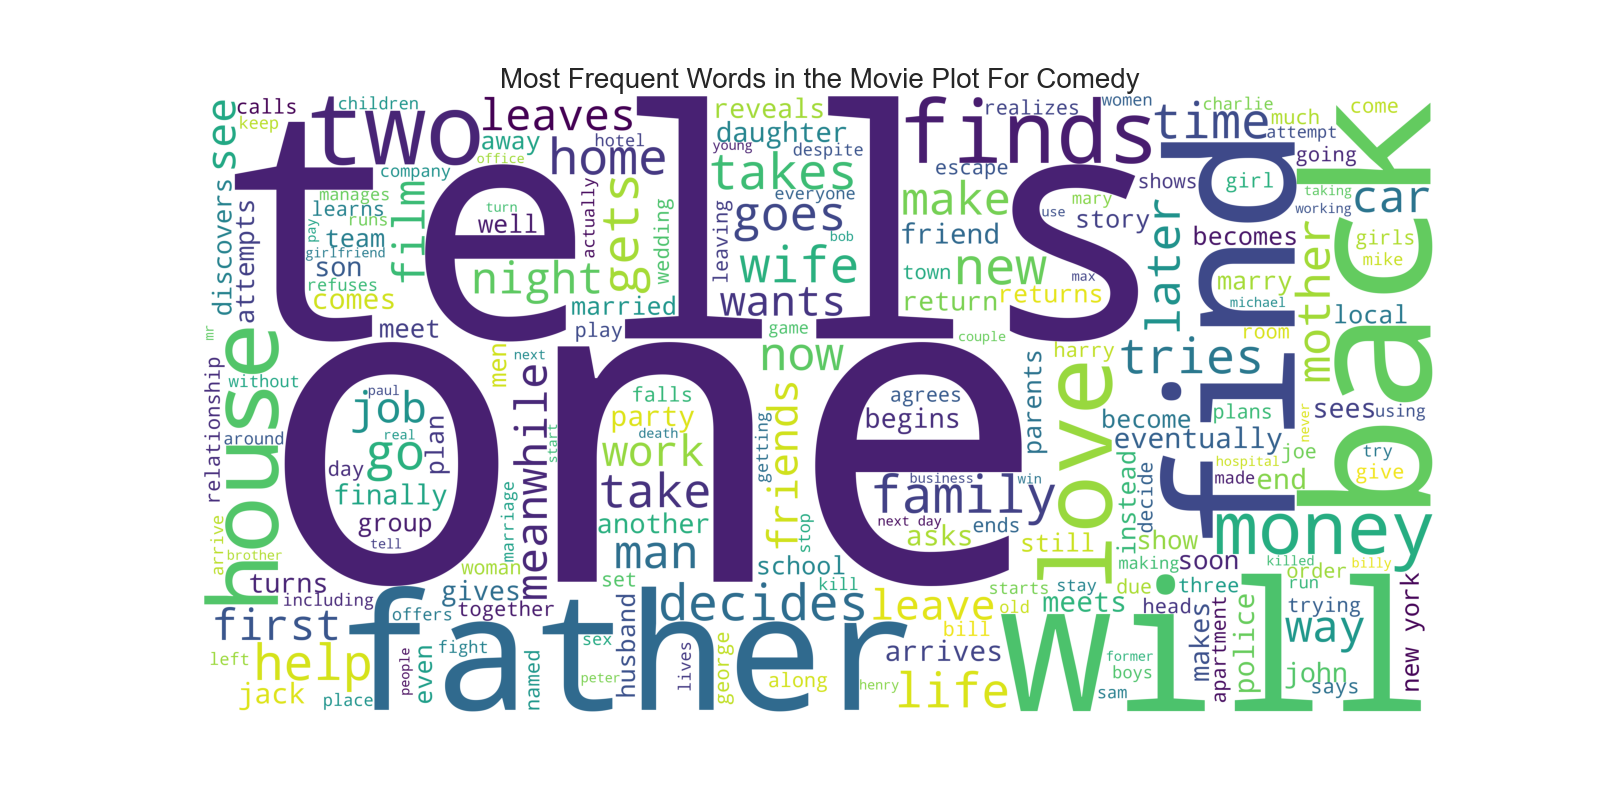 Most Frequent Words in the Movie Plot For Comedy
tells
one
father
will
find
back
two
finds
house
love
money
time
leaves
home
takes
goes
wife
wants
make
new
now
night
gets
film
see
calls
keep
children
away
office
hotel
company
reveals
daughter
young
despite
everyone
realizes
women
charlie
much
come
attempt
going
escape
shows
girl
taking
working
car
discovers
attempts
manages
learns
runs
pay
team
girlfriend
son
refuses
comes
turn
well
actually
wedding
leaving
bob
friend
town
return
returns
use
mary
story
max
later
becomes
marry
michael
mother
girls
mike
local
room
mr
meet
married
play
game
couple
relationship
without
around
men
next
meanwhile
start
paul
job
real
go
plan
day
finally
group
tell
marriage
falls
party
death
work
take
another
man
friends
getting
stop
agrees
begins
business
family
win
next day
asks
ends
parents
harry
tries
become
eventually
plans
never
sees
using
joe
hospital
try
give
made
end
instead
decide
still
show
making
soon
killed
billy
order
arrive
brother
turns
including
woman
gives
together
set
school
kill
decides
leave
starts
old
stay
meets
due
head
three
run
trying
first
help
left
jack
place
people
even
offers
fight
named
sex
peter
husband
lives
george
along
henry
bill
arrives
life
former
boys
sam
makes
apartment
police
way
john
says
new york